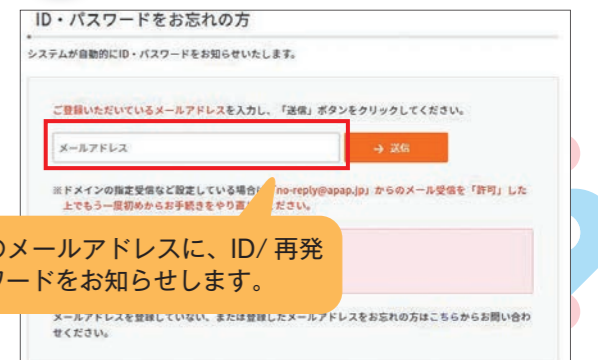 ID・パスワードをお忘れの方
システムが自動的にID・パスワードをお知らせいたします。
ご登録いただいているメールアドレスを入力し、「送信」ボタンをクリックしてください。
メールアドレス
→ 送信
※ドメインの指定受信など設定している場合は「no-reply@apap.jp」からのメール受信を「許可」した
上でもう一度初めからお手続きをやり直しください。
のメールアドレスに、ID/ 再発
ワードをお知らせします。
メールアドレスを登録していない、または登録したメールアドレスをお忘れの方はこちらからお問い合わ
せください。